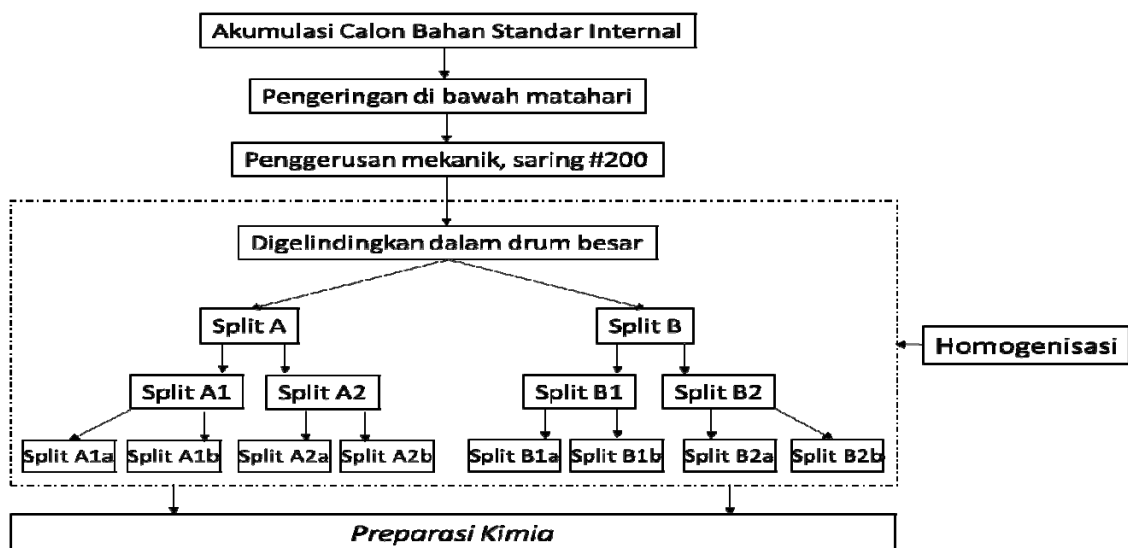 Akumulasi Calon Bahan Standar Internal
Pengeringan di bawah matahari
Penggerusan mekanik, saring #200
Digelindingkan dalam drum besar
Split A
Split B
Homogenisasi
Split A1
Split A2
Split B1
Split B2
Split A1a
Split A1b
Split A2a
Split A2b
Split B1a
Split B1b
Split B2a
Split B2b
Preparasi Kimia